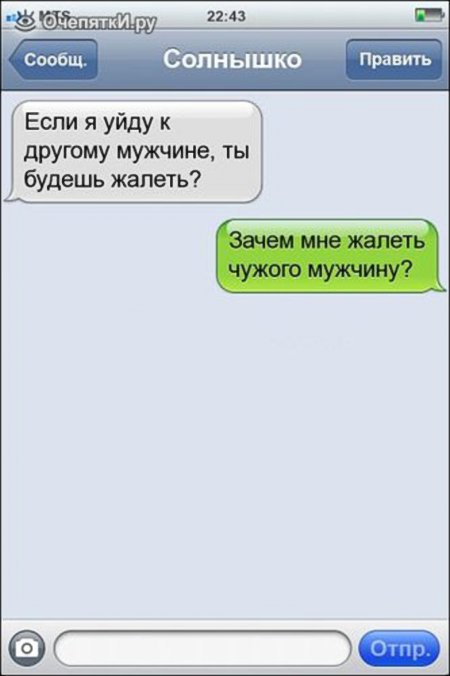 MTS
ОчепяткИ.ру
22:43
Сообщ.
Солнышко
Править
Если я уйду к
другому мужчине, ты
будешь жалеть?
Зачем мне жалеть
чужого мужчину?
Отпр.